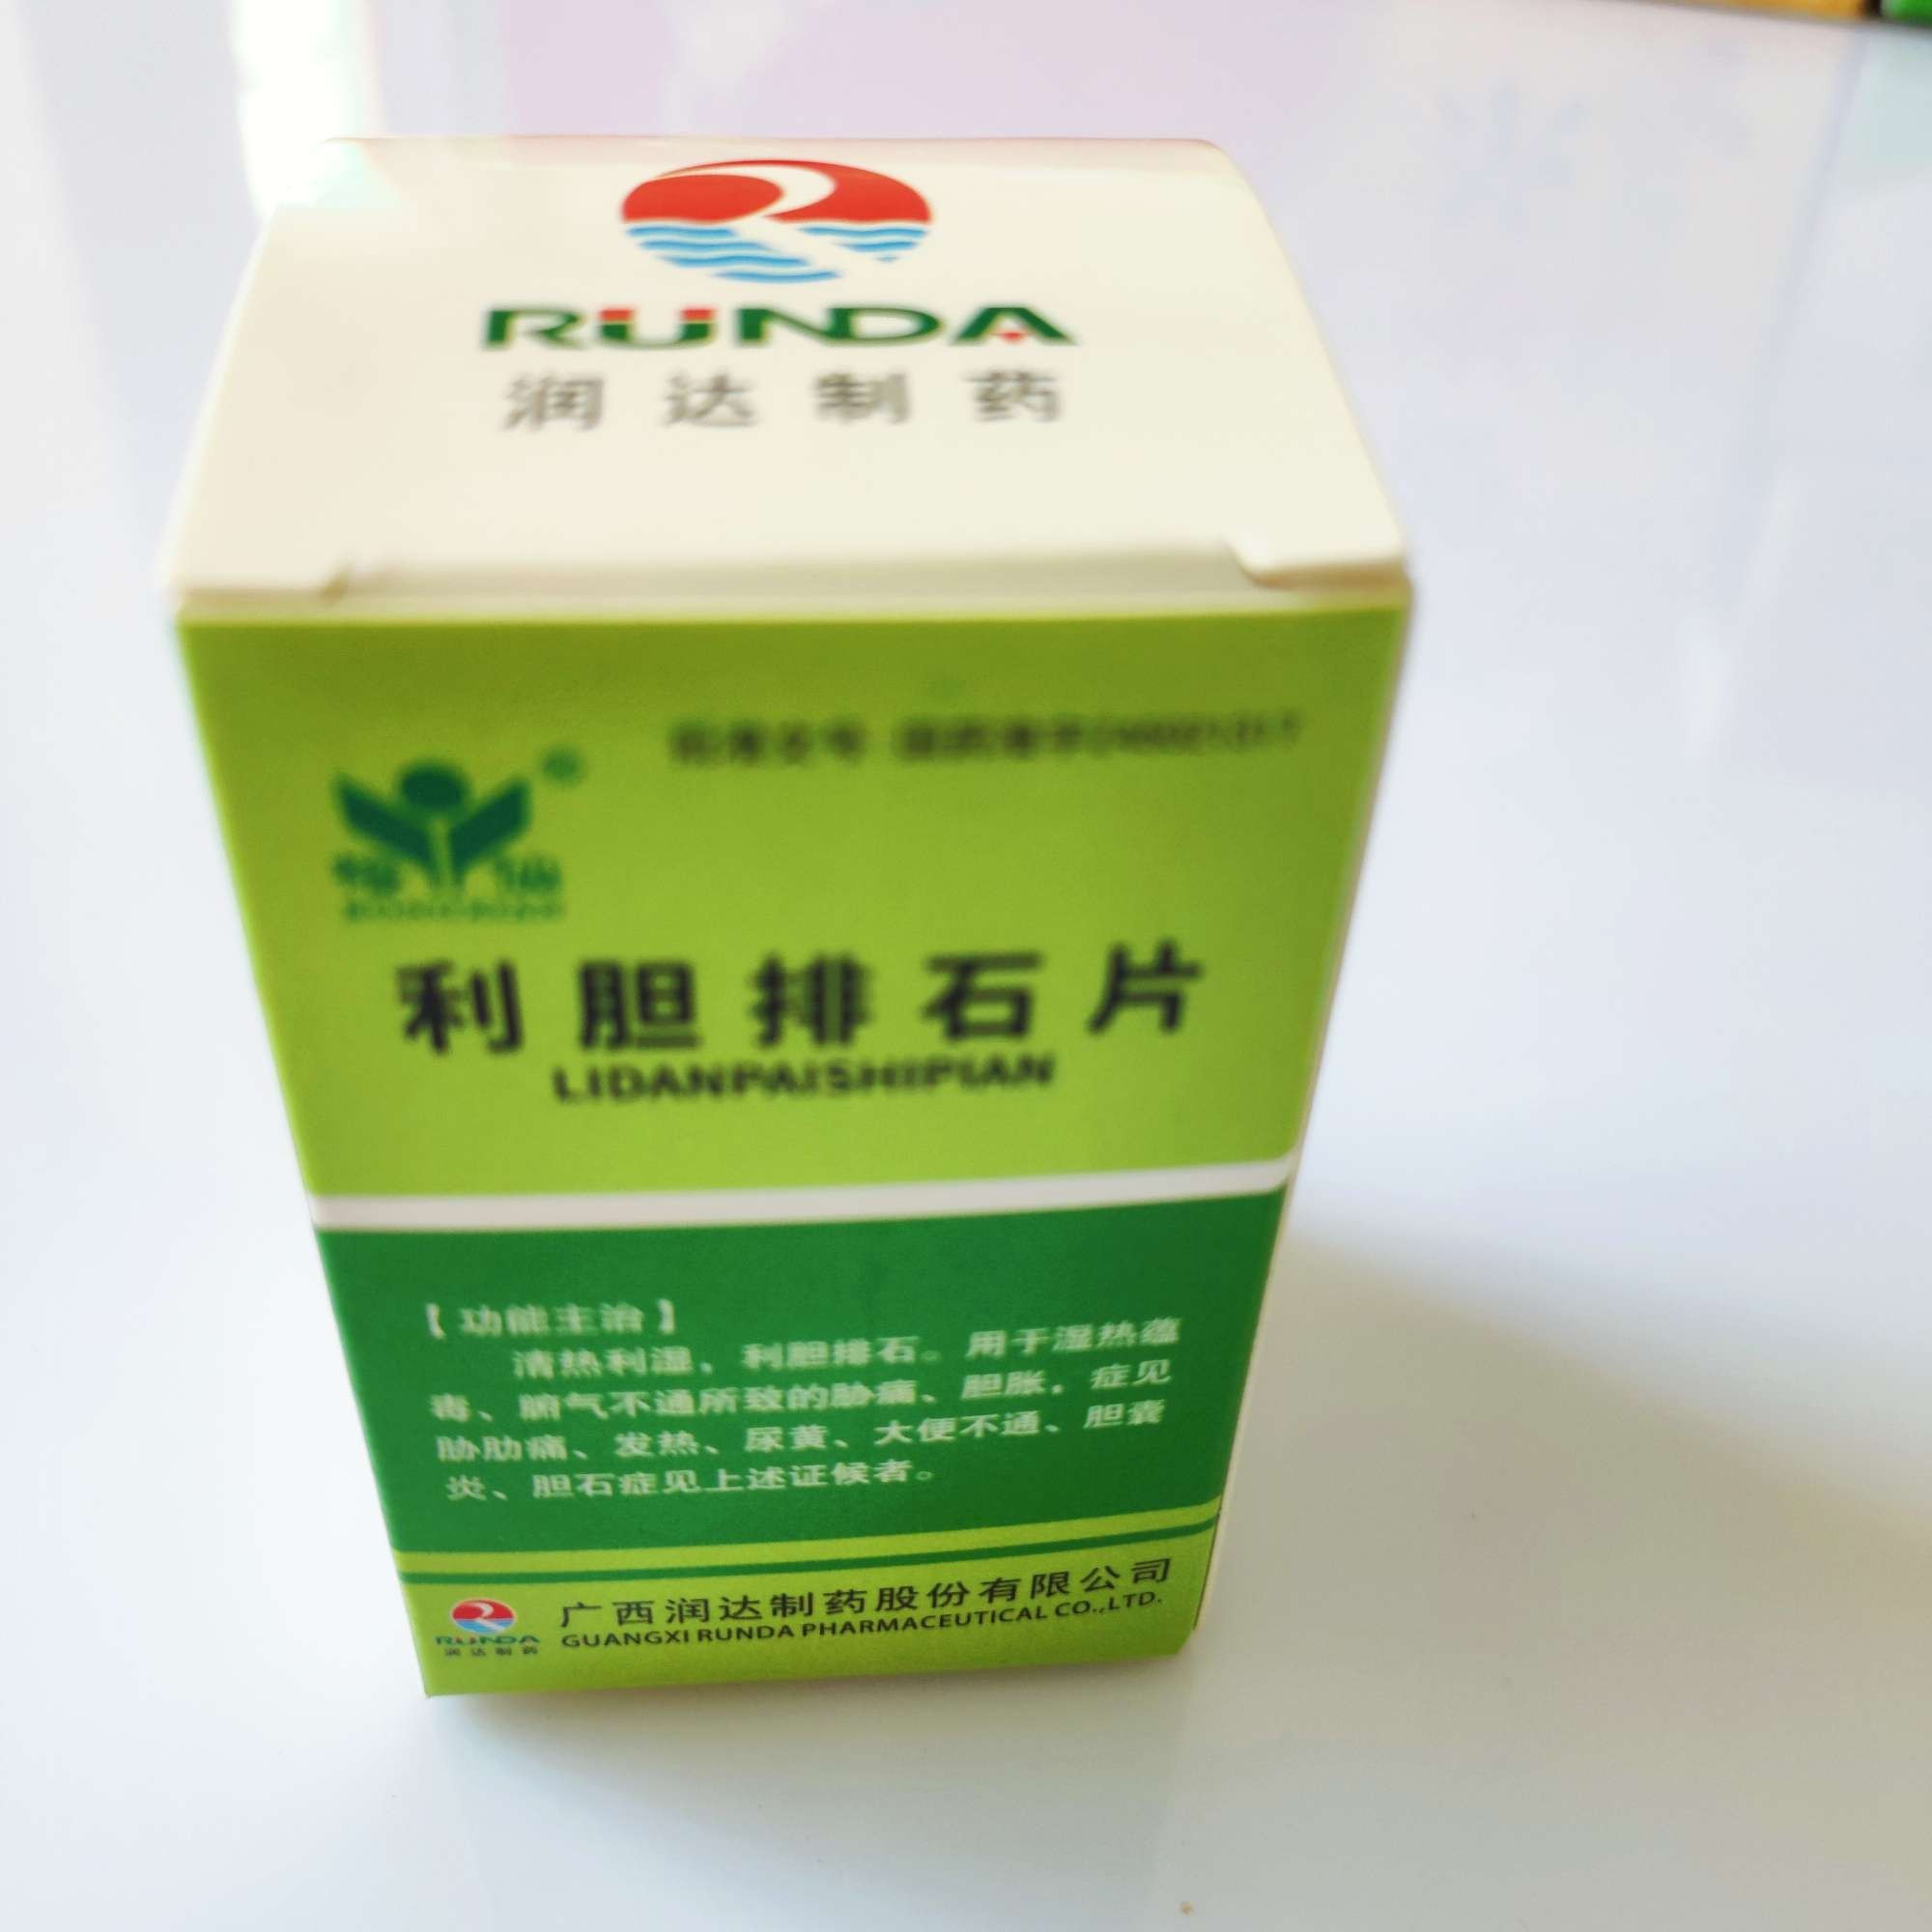 RUNDA
润达制药
利胆排石片
LIDANPAISHIPIAN
【功能主治】
清热利湿，利胆排石。用于湿热蕴
毒、腑气不通所致的胁痛、胆胀，症见
胁肋痛、发热、尿黄、大便不通、胆囊
炎、胆石症见上述证候者。
RUNDA
润达制药
广西润达制药股份有限公司
GUANGXI RUNDA PHARMACEUTICAL CO.,LTD.